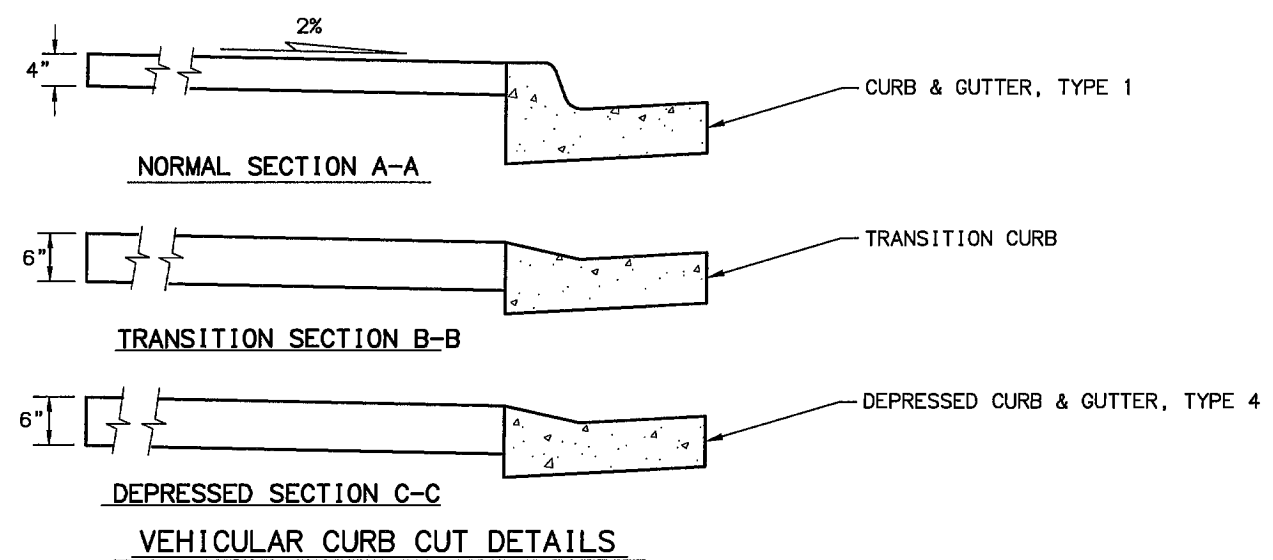 2%
4"
CURB & GUTTER, TYPE 1
NORMAL SECTION A-A
6"
TRANSITION CURB
TRANSITION SECTION B-B
6"
DEPRESSED CURB & GUTTER, TYPE 4
DEPRESSED SECTION C-C
VEHICULAR CURB CUT DETAILS